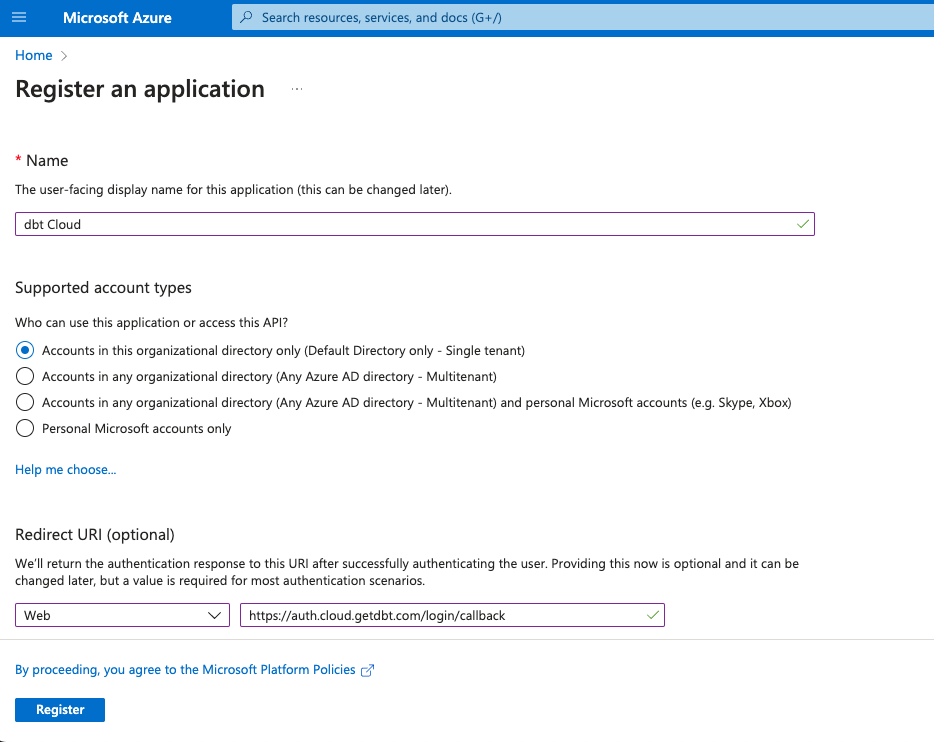 Microsoft Azure
Search resources, services, and docs (G+/)
Home
Register an application
...
* Name
The user-facing display name for this application (this can be changed later).
dbt Cloud
Supported account types
Who can use this application or access this API?
Accounts in this organizational directory only (Default Directory only - Single tenant)
Accounts in any organizational directory (Any Azure AD directory - Multitenant)
Accounts in any organizational directory (Any Azure AD directory - Multitenant) and personal Microsoft accounts (e.g. Skype, Xbox)
Personal Microsoft accounts only
Help me choose...
Redirect URI (optional)
We'll return the authentication response to this URI after successfully authenticating the user. Providing this now is optional and it can be
changed later, but a value is required for most authentication scenarios.
Web
https://auth.cloud.getdbt.com/login/callback
By proceeding, you agree to the Microsoft Platform Policies
Register